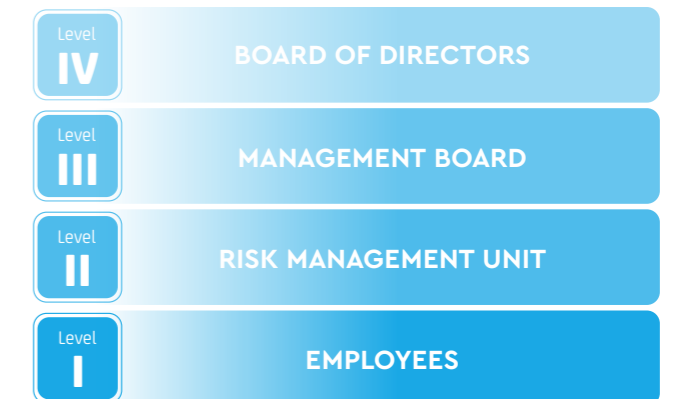 Level
IV
BOARD OF DIRECTORS
Level
III
MANAGEMENT BOARD
Level
II
RISK MANAGEMENT UNIT
Level
I
EMPLOYEES